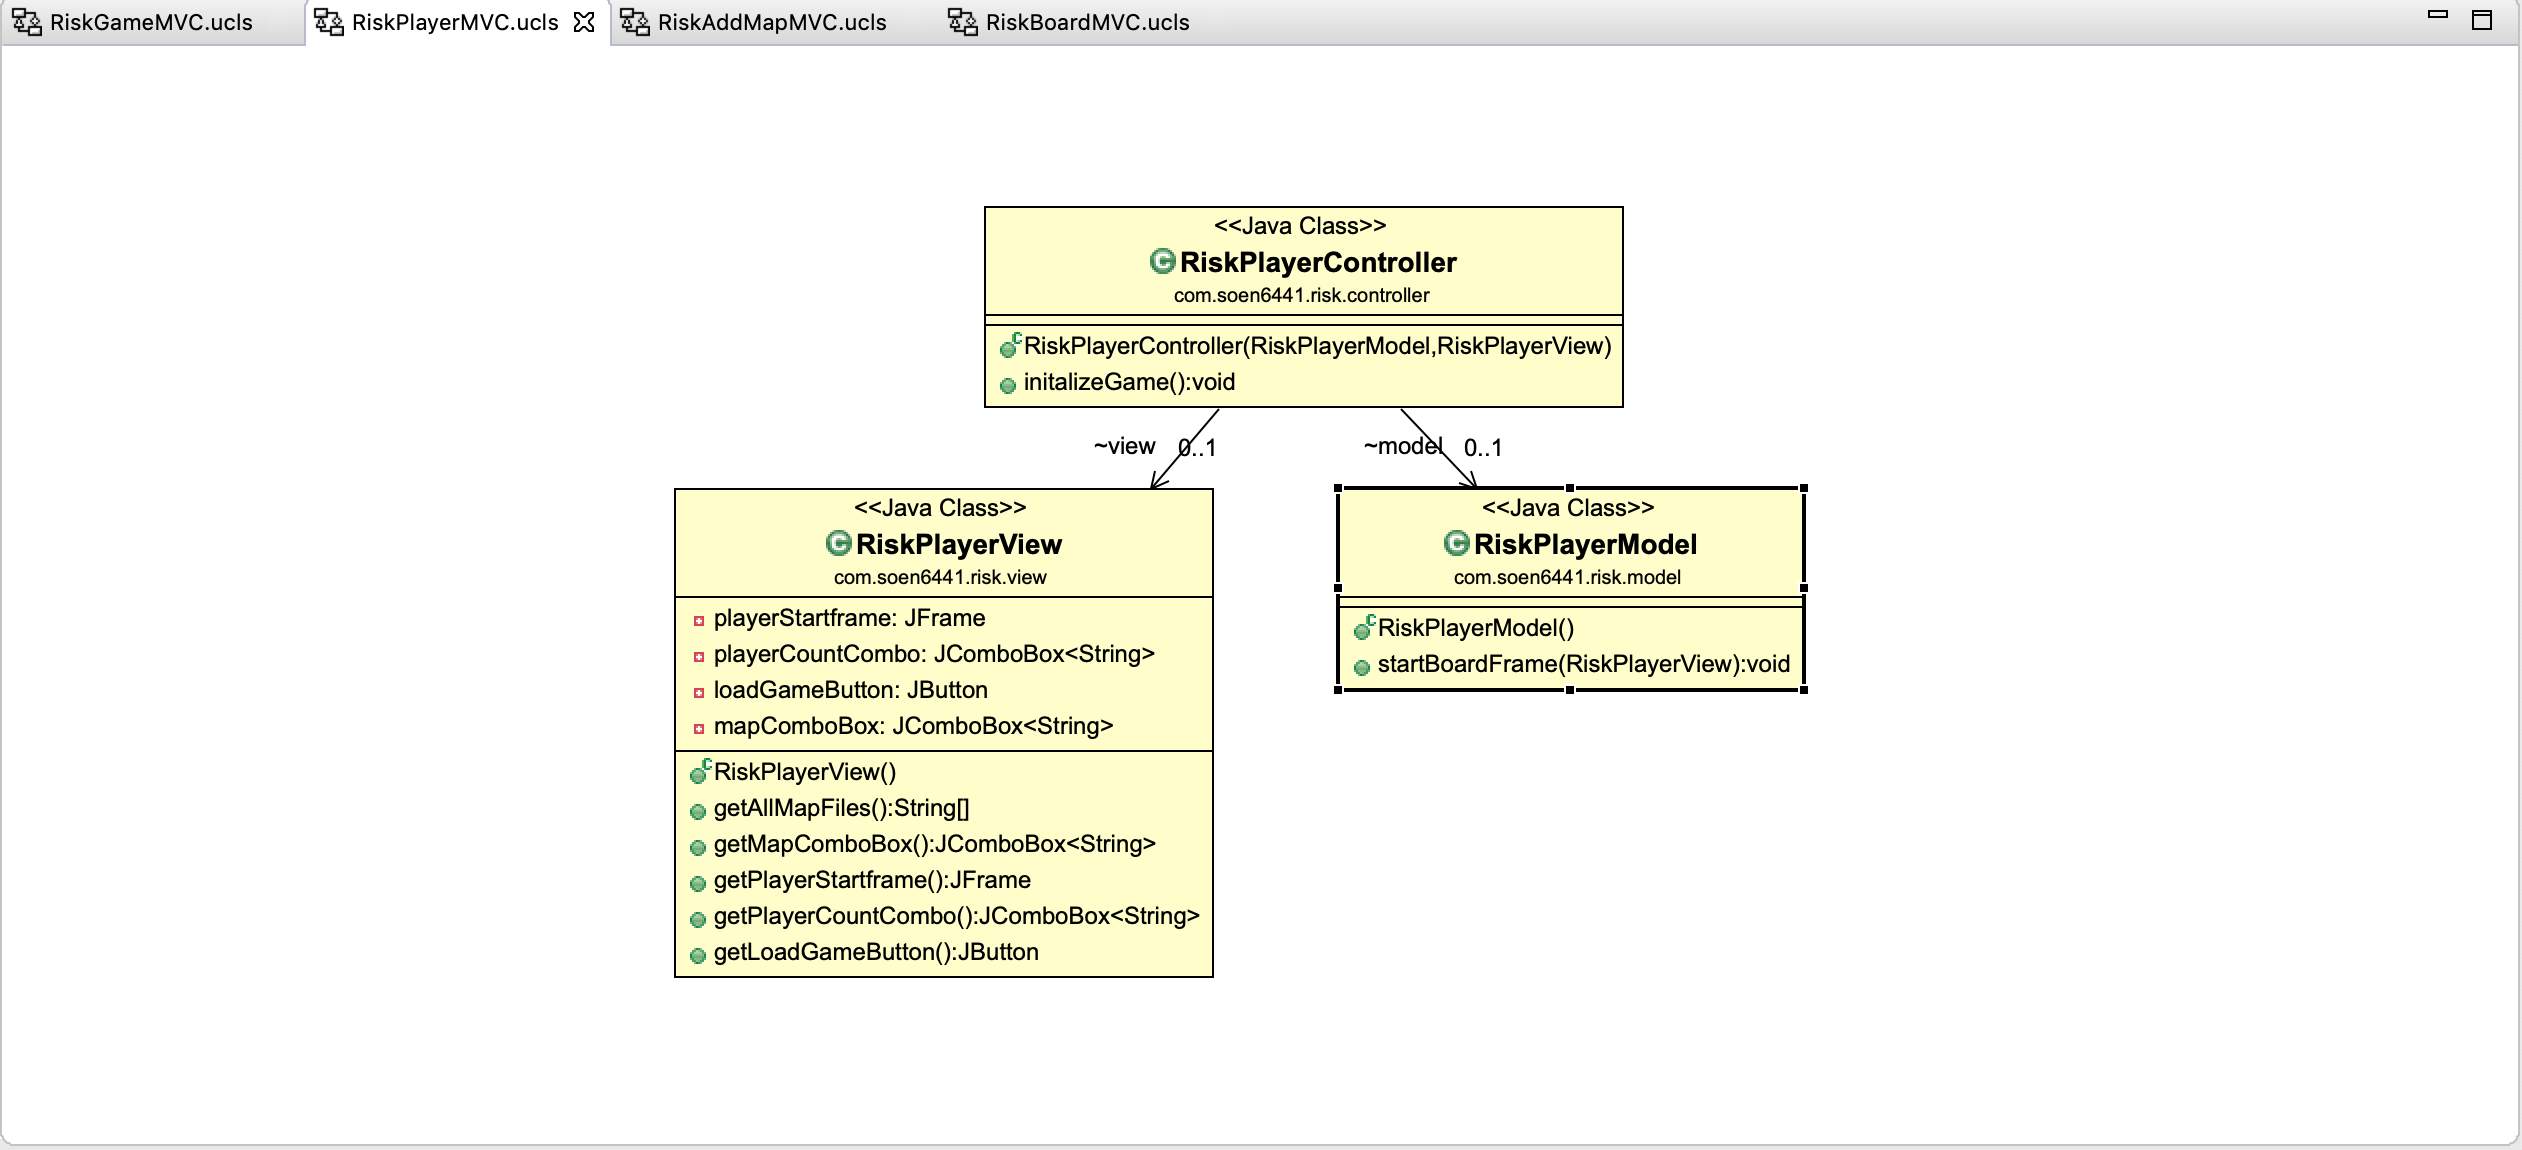 RiskGameMVC.ucls
RiskPlayerMVC.ucls
RiskAddMapMVC.ucls
RiskBoardMVC.ucls
<<Java Class>>
RiskPlayerController
com.soen6441.risk.controller
RiskPlayerController(RiskPlayerModel,RiskPlayerView)
initalizeGame():void
~view 0..1
~model 0..1
<<Java Class>>
RiskPlayerView
com.soen6441.risk.view
playerStartframe: JFrame
playerCountCombo: JComboBox<String>
loadGameButton: JButton
mapComboBox: JComboBox<String>
RiskPlayerView()
getAllMapFiles():String[]
getMapComboBox():JComboBox<String>
getPlayerStartframe():JFrame
getPlayerCountCombo():JComboBox<String>
getLoadGameButton():JButton
<<Java Class>>
RiskPlayerModel
com.soen6441.risk.model
RiskPlayerModel()
startBoardFrame(RiskPlayerView):void